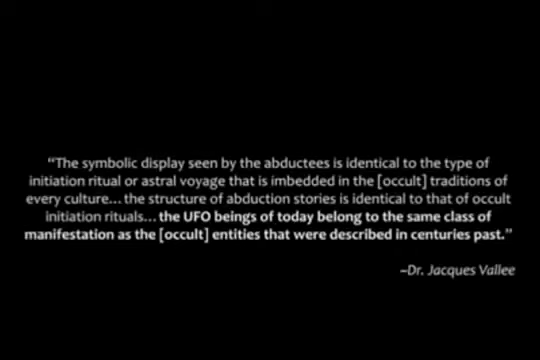 “The symbolic display seen by the abductees is identical to the type of
initiation ritual or astral voyage that is imbedded in the [occult] traditions of
every culture... the structure of abduction stories is identical to that of occult
initiation rituals... the UFO beings of today belong to the same class of
manifestation as the [occult] entities that were described in centuries past.”
–Dr. Jacques Vallee